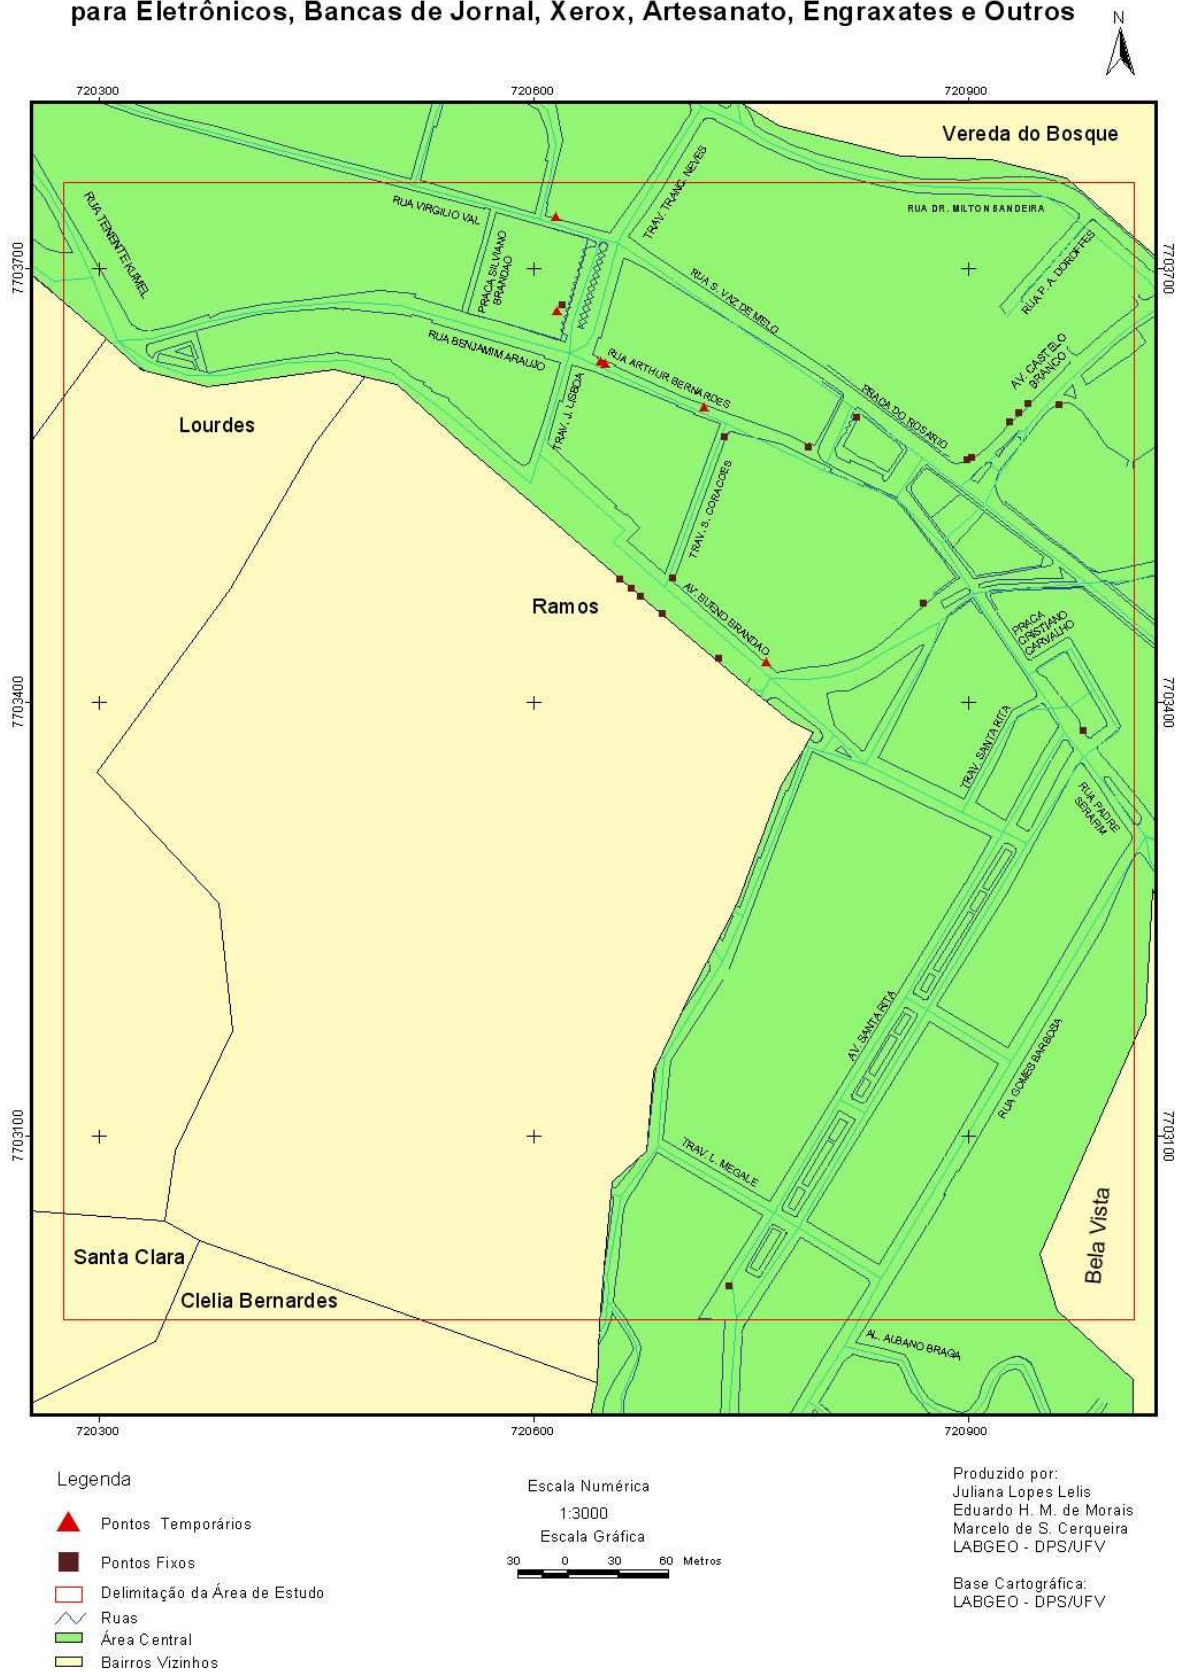 para Eletrônicos, Bancas de Jornal, Xerox, Artesanato, Engraxates e Outros
N
720300
720600
720900
Vereda do Bosque
RUA DR. MILTON BANDEIRA
RUA TENENTE KUMEL
RUA VIRGILIO VAL
TRAV. TRANC. NEVES
PRAÇA SILVIANO
BRANDAO
RUA S. VAZ DE MELO
RUA P. A. DOROFFES
7703700
7703700
RUA BENJAMIM ARAUJO
RUA ARTHUR BERNARDES
AV. CASTELO
BRANCO
TRAV. J. LISBOA
PRAÇA DO ROSARIO
Lourdes
TRAV. S. CORACOES
Ramos
AV. BUENO BRANDAO
PRACA
CRISTIANO
CARVALHO
7703400
7703400
TRAV. SANTA RITA
RUA PADRE
SERAFIM
AV. SANTA RITA
RUA GOMES BARBOSA
7703100
7703100
TRAV. L. MEGALE
Bela Vista
Santa Clara
Clelia Bernardes
AL. ALBANO BRAGA
720300
720600
720900
Legenda
Pontos Temporários
Pontos Fixos
Delimitação da Área de Estudo
Ruas
Área Central
Bairros Vizinhos
Escala Numérica
1:3000
Escala Gráfica
30 0 30 60 Metros
Produzido por:
Juliana Lopes Lelis
Eduardo H. M. de Morais
Marcelo de S. Cerqueira
LABGEO - DPS/UFV
Base Cartográfica:
LABGEO - DPS/UFV